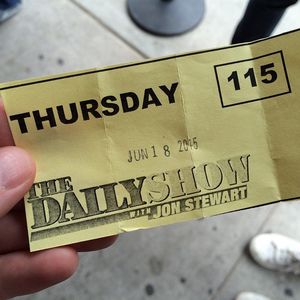 THURSDAY
115
JUN 18 2015
THE
DAILY SHOW
WITH JON STEWART